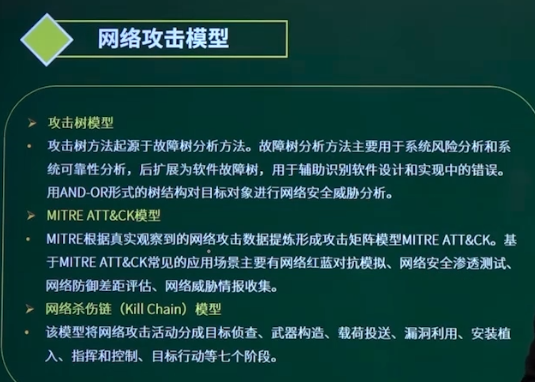 网络攻击模型
攻击树模型
攻击树方法起源于故障树分析方法。故障树分析方法主要用于系统风险分析和系
统可靠性分析，后扩展为软件故障树，用于辅助识别软件设计和实现中的错误。
用AND-OR形式的树结构对目标对象进行网络安全威胁分析。
MITRE ATT&CK模型
MITRE根据真实观察到的网络攻击数据提炼形成攻击矩阵模型MITRE ATT&CK。基
于MITRE ATT&CK常见的应用场景主要有网络红蓝对抗模拟、网络安全渗透测试、
网络防御差距评估、网络威胁情报收集。
网络杀伤链（Kill Chain）模型
该模型将网络攻击活动分成目标侦查、武器构造、载荷投送、漏洞利用、安装植
入、指挥和控制、目标行动等七个阶段。